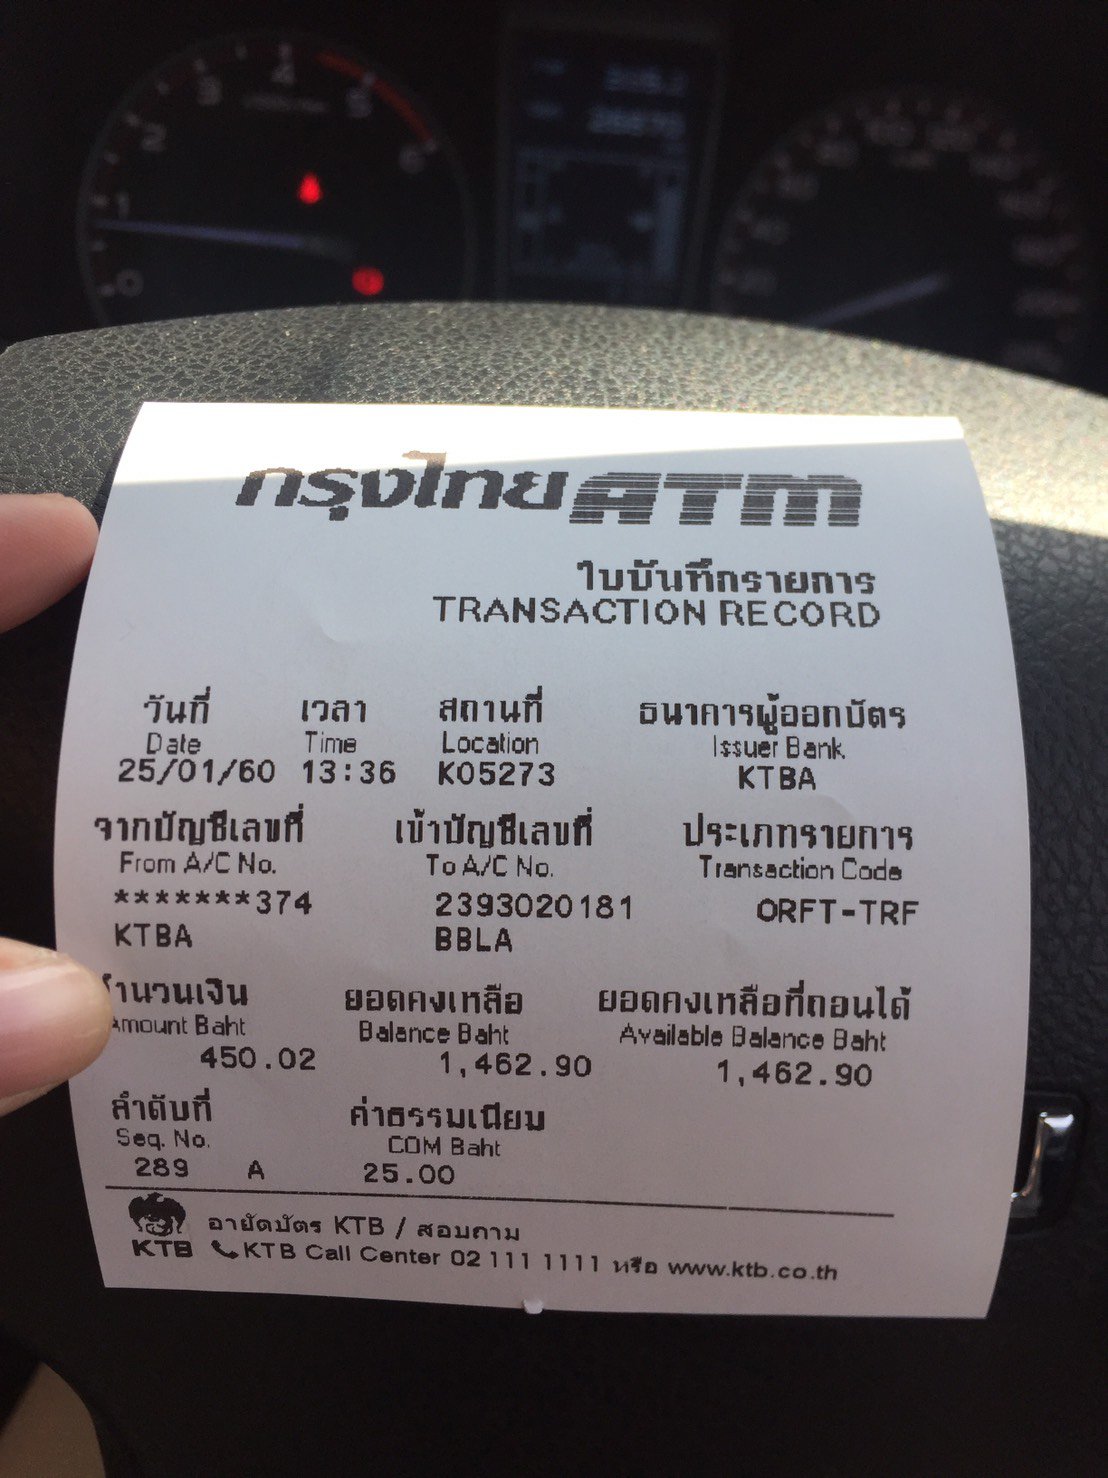 กรุงไทย ATM
ใบบันทึกรายการ
TRANSACTION RECORD
วันที่ เวลา สถานที่ ธนาคารผู้ออกบัตร
Date Time Location Issuer Bank
25/01/60 13:36 K05273 KTBA
จากบัญชีเลขที่ เข้าบัญชีเลขที่ ประเภทรายการ
From A/C No. To A/C No. Transaction Code
*******374 2393020181 ORFT-TRF
KTBA BBLA
จำนวนเงิน ยอดคงเหลือ ยอดคงเหลือที่ถอนได้
Amount Baht Balance Baht Available Balance Baht
450.02 1,462.90 1,462.90
ลำดับที่ ค่าธรรมเนียม
Seq. No. COM Baht
289 A 25.00
อายัดบัตร KTB / สอบถาม
KTB KTB Call Center 02 111 1111 หรือ www.ktb.co.th